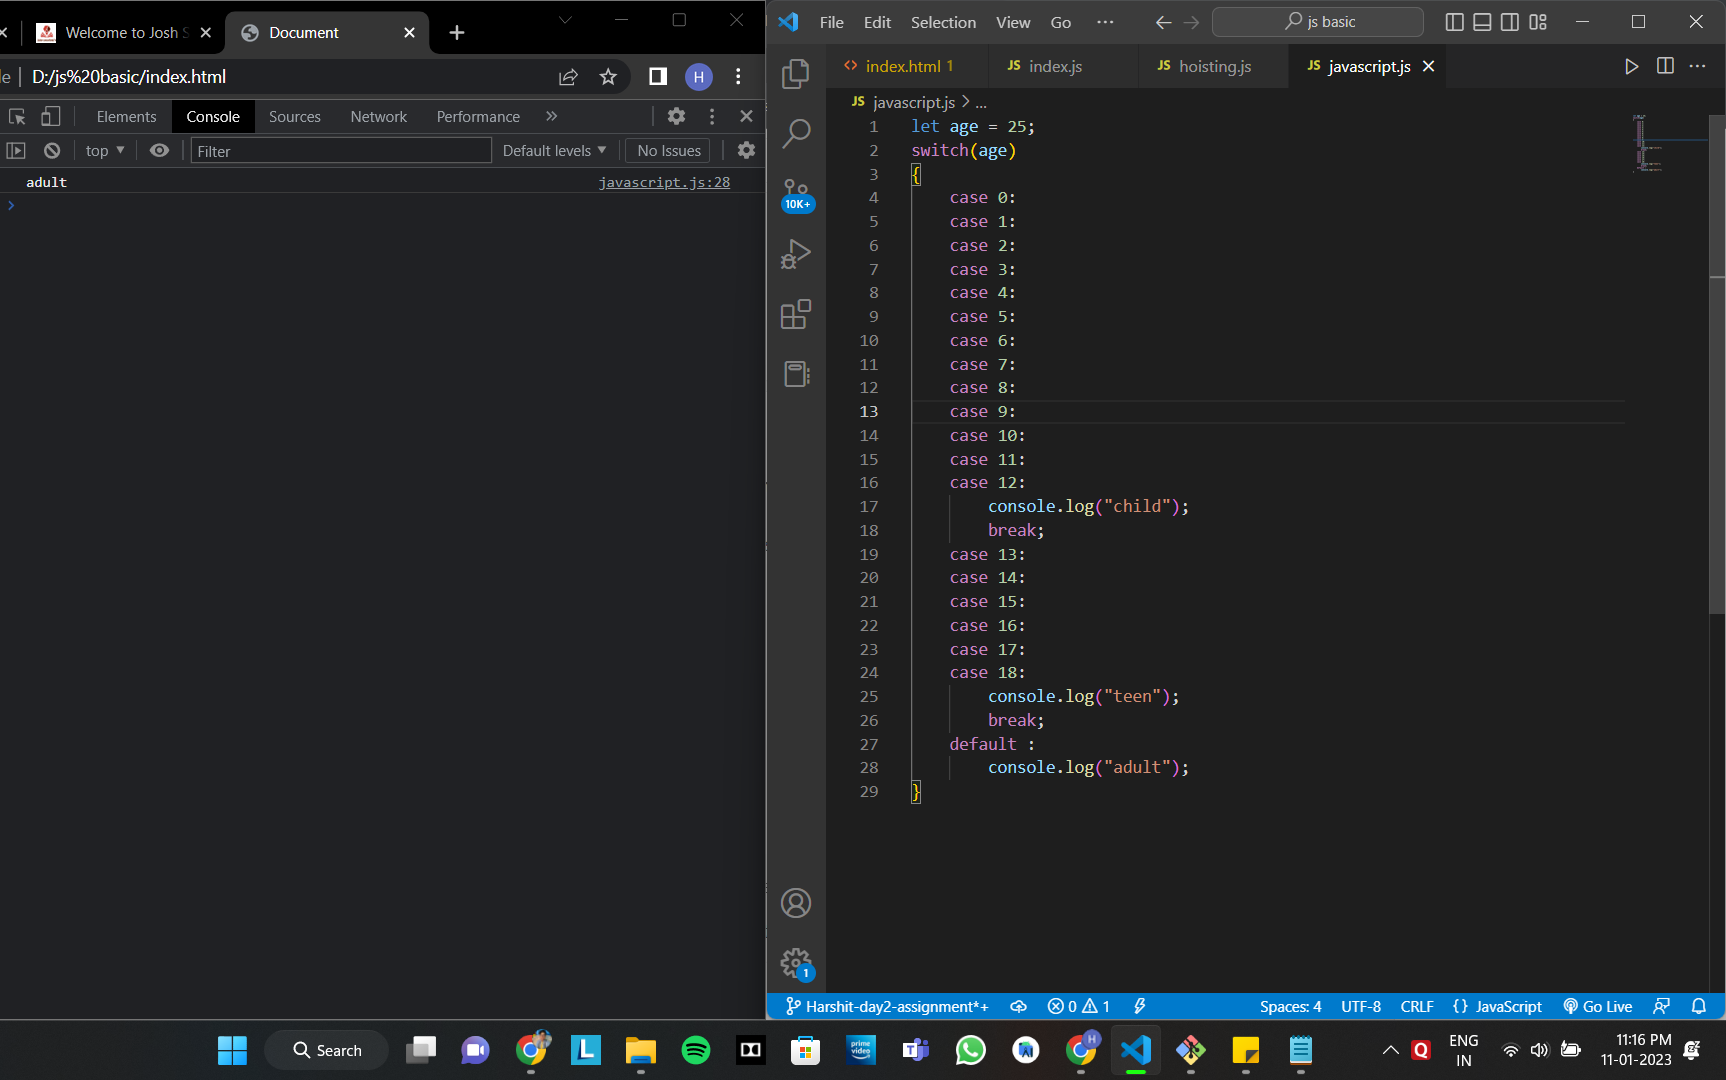 Welcome to Josh S
Document
le
D:/js%20basic/index.html
H
Elements
Console
Sources
Network
Performance
top
Filter
Default levels
No Issues
adult
javascript.js:28
File
Edit
Selection
View
Go
js basic
index.html 1
JS index.js
JS hoisting.js
JS javascript.js
JS javascript.js > ...
10K+
1 let age = 25;
2 switch(age)
3 {
4 case 0:
5 case 1:
6 case 2:
7 case 3:
8 case 4:
9 case 5:
10 case 6:
11 case 7:
12 case 8:
13 case 9:
14 case 10:
15 case 11:
16 case 12:
17 console.log("child");
18 break;
19 case 13:
20 case 14:
21 case 15:
22 case 16:
23 case 17:
24 case 18:
25 console.log("teen");
26 break;
27 default :
28 console.log("adult");
29 }
1
Harshit-day2-assignment*+
0
1
Spaces: 4
UTF-8
CRLF
{ } JavaScript
Go Live
Search
L
prime video
T
AI
H
Q
ENG
IN
11:16 PM
11-01-2023